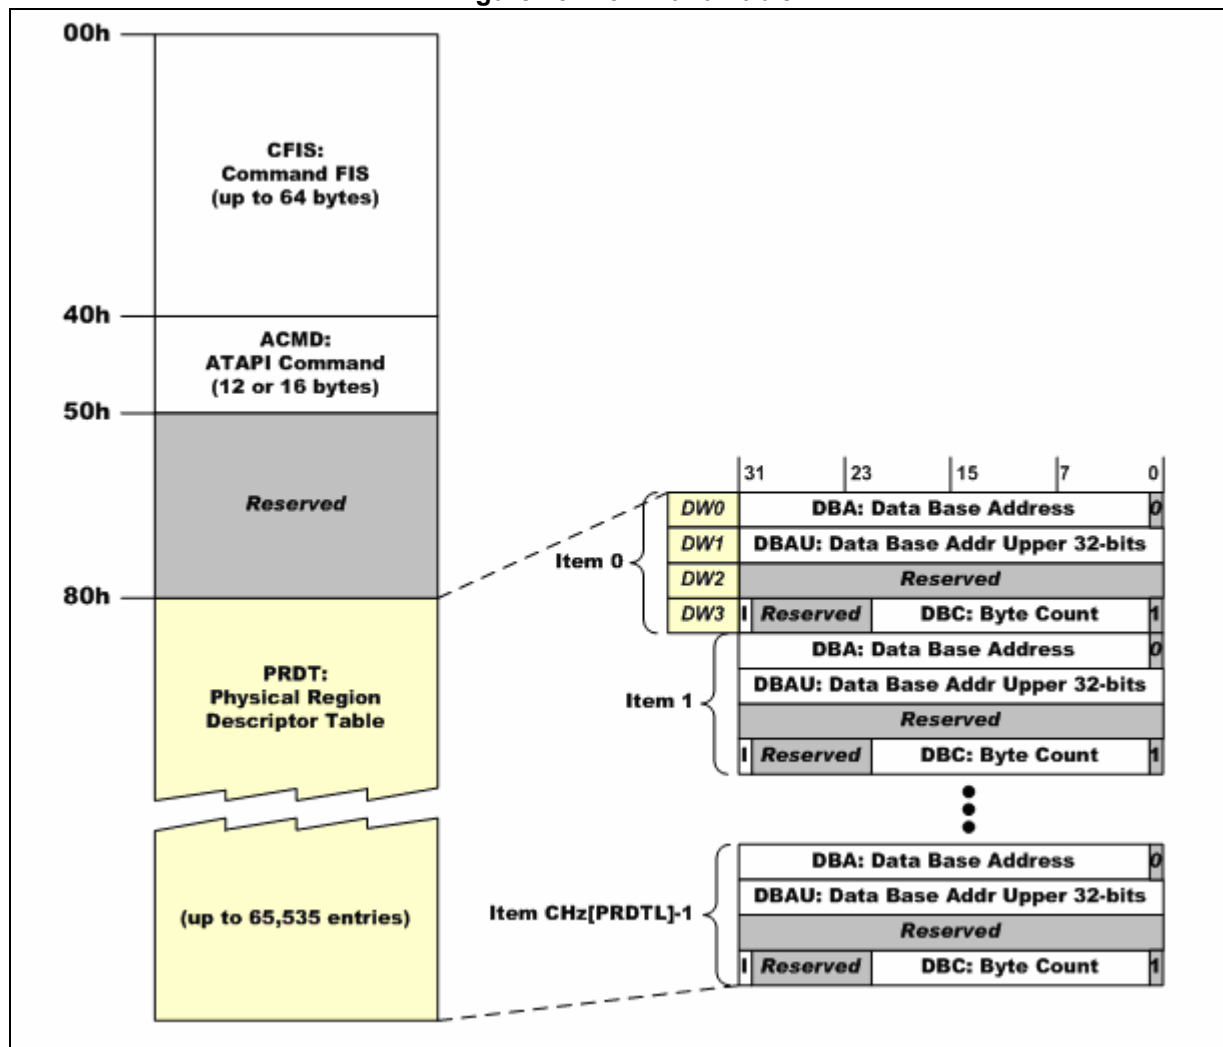 00h
CFIS:
Command FIS
(up to 64 bytes)
40h
ACMD:
ATAPI Command
(12 or 16 bytes)
50h
Reserved
80h
PRDT:
Physical Region
Descriptor Table
(up to 65,535 entries)
31 23 15 7 0
Item 0
DW0 DBA: Data Base Address 0
DW1 DBAU: Data Base Addr Upper 32-bits
DW2 Reserved
DW3 I Reserved DBC: Byte Count 1
Item 1
DBA: Data Base Address 0
DBAU: Data Base Addr Upper 32-bits
Reserved
I Reserved DBC: Byte Count 1
Item CHz[PRDTL]-1
DBA: Data Base Address 0
DBAU: Data Base Addr Upper 32-bits
Reserved
I Reserved DBC: Byte Count 1